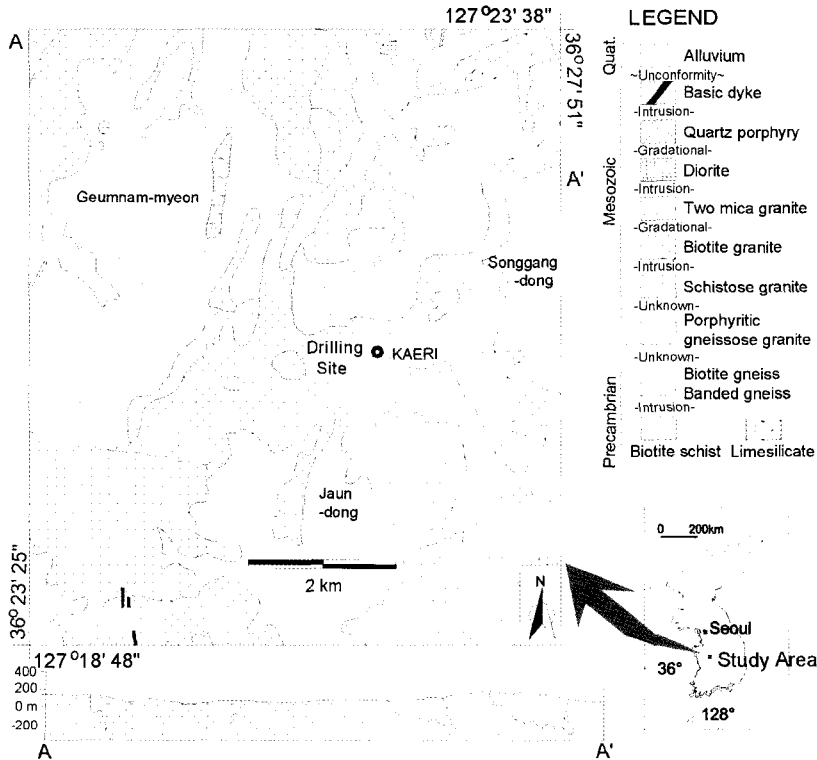 A
127°23' 38"
36°27' 51"
A'
Geumnam-myeon
Songgang
-dong
Drilling
Site
KAERI
Jaun
-dong
2 km
N
36°23' 25"
127°18' 48"
400
200
0 m
-200
A
A'
LEGEND
Quat.
Mesozoic
Precambrian
Alluvium
~Unconformity~
Basic dyke
-Intrusion-
Quartz porphyry
-Gradational-
Diorite
-Intrusion-
Two mica granite
-Gradational-
Biotite granite
-Intrusion-
Schistose granite
-Unknown-
Porphyritic
gneissose granite
-Unknown-
Biotite gneiss
Banded gneiss
-Intrusion-
Biotite schist
Limesilicate
0 200km
Seoul
Study Area
36°
128°